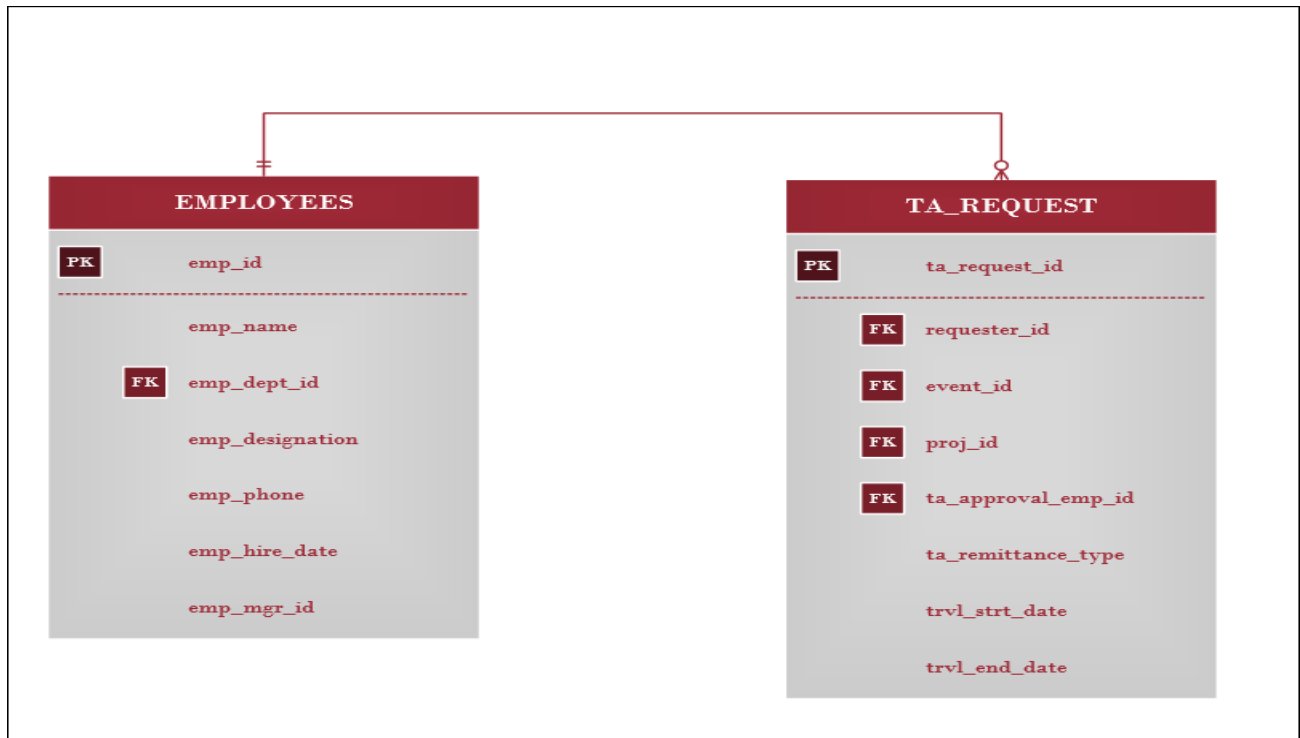 EMPLOYEES
PK emp_id
emp_name
FK emp_dept_id
emp_designation
emp_phone
emp_hire_date
emp_mgr_id
TA_REQUEST
PK ta_request_id
FK requester_id
FK event_id
FK proj_id
FK ta_approval_emp_id
ta_remittance_type
trvl_strt_date
trvl_end_date